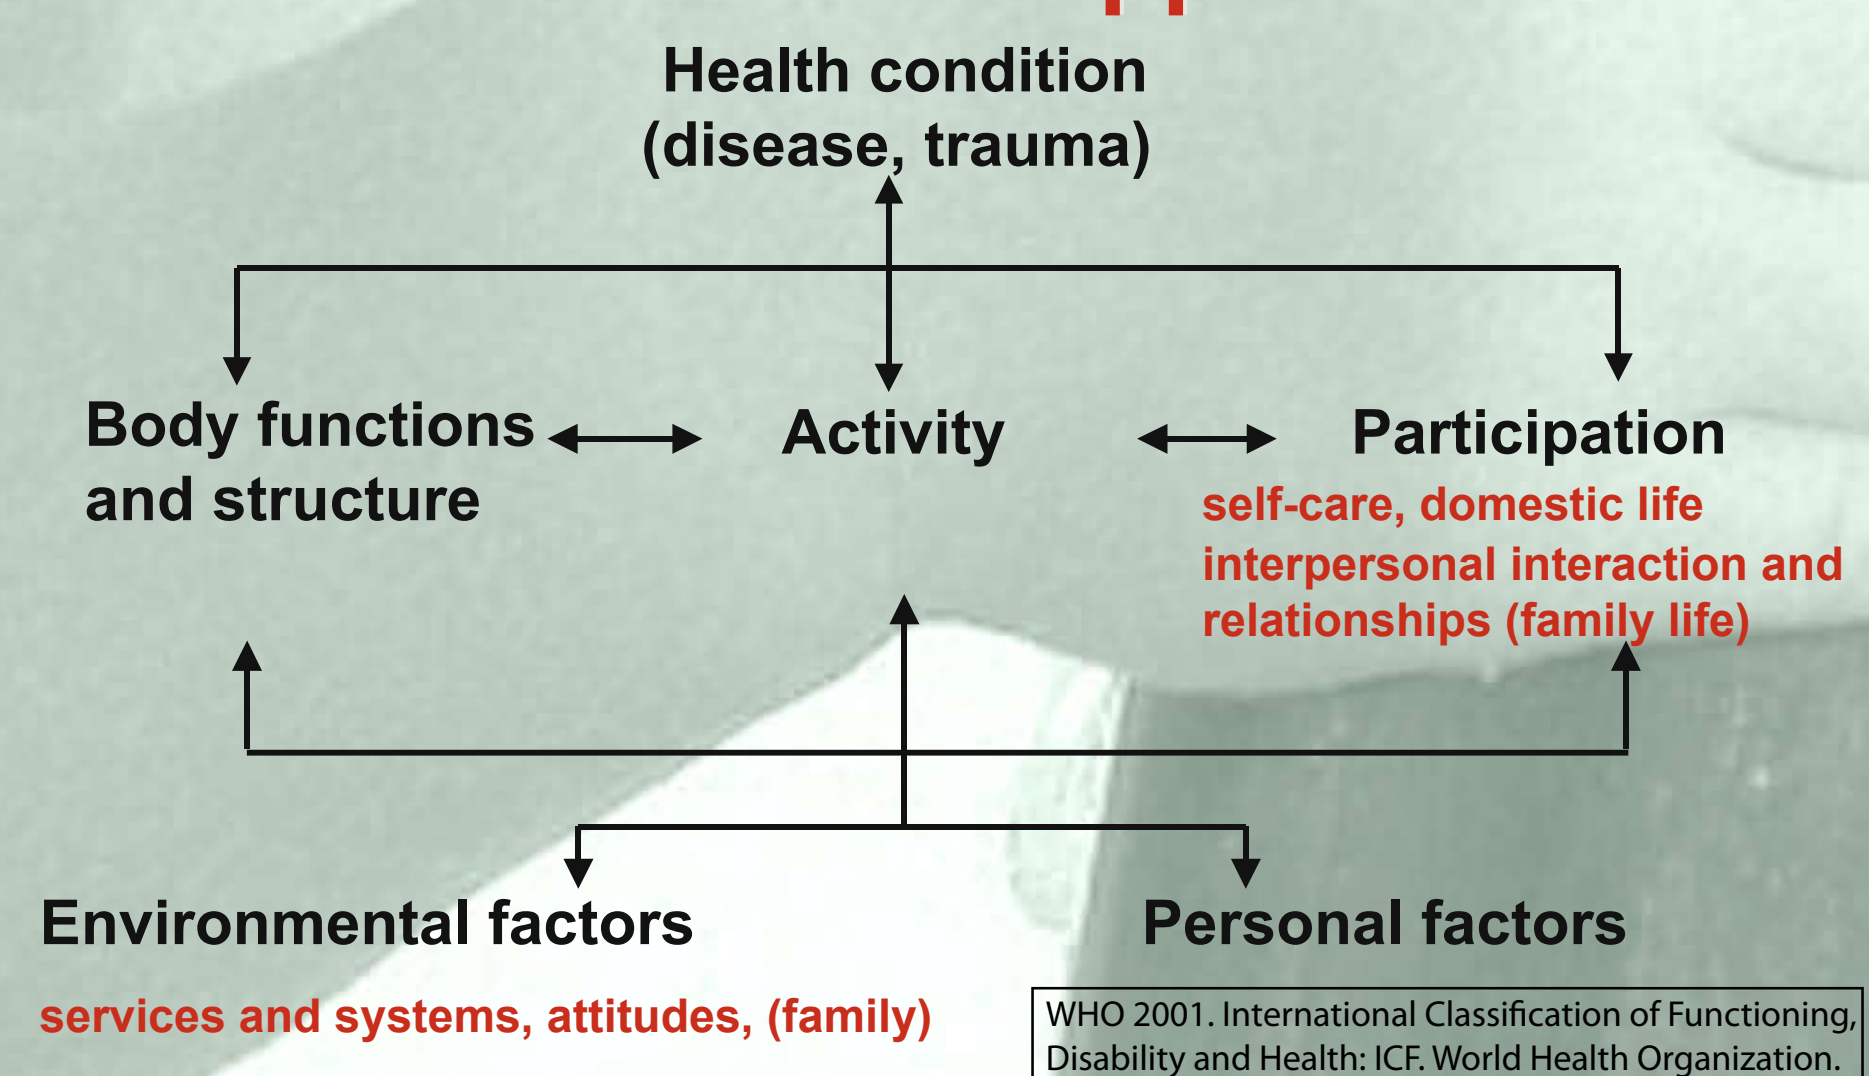 Health condition
(disease, trauma)
Body functions
and structure
Activity
Participation
self-care, domestic life
interpersonal interaction and
relationships (family life)
Environmental factors
services and systems, attitudes, (family)
Personal factors
WHO 2001. International Classification of Functioning,
Disability and Health: ICF. World Health Organization.